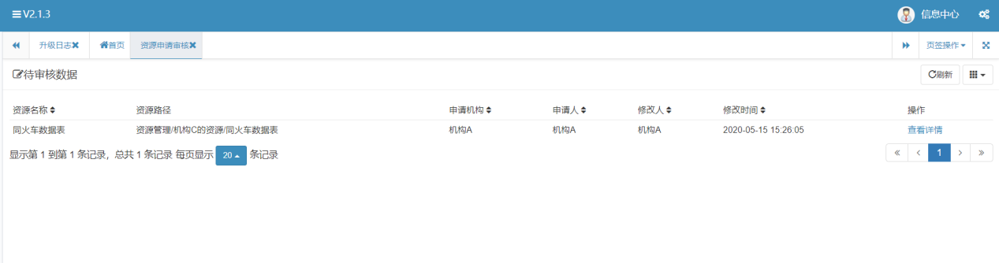 V2.1.3 信息中心
升级日志 首页 资源申请审核 页签操作
待审核数据 刷新
资源名称 资源路径 申请机构 申请人 修改人 修改时间 操作
同火车数据表 资源管理/机构C的资源/同火车数据表 机构A 机构A 机构A 2020-05-15 15:26:05 查看详情
显示第 1 到第 1 条记录，总共 1 条记录 每页显示 20 条记录 « ‹ 1 › »